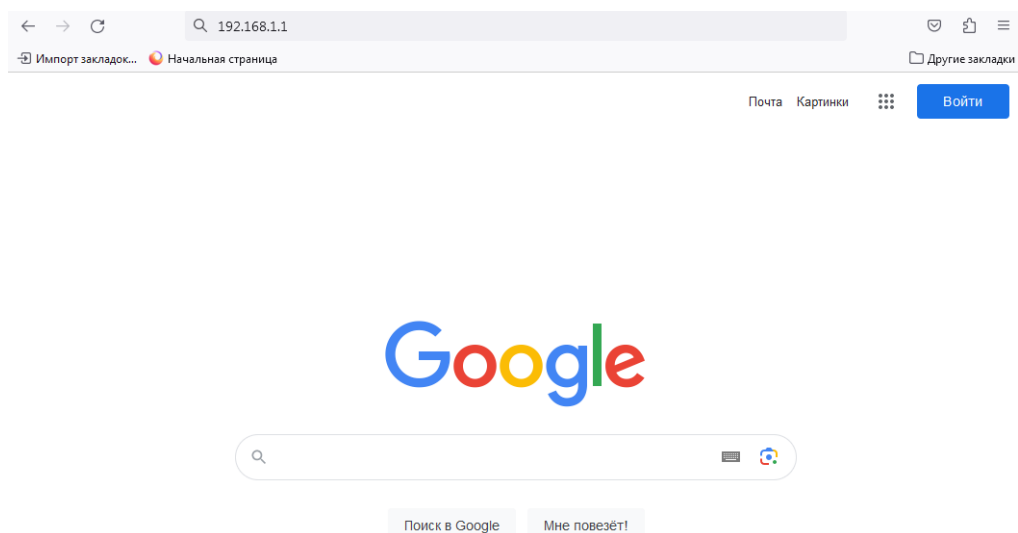 192.168.1.1
Импорт закладок... Начальная страница Другие закладки
Почта Картинки Войти
Google
Поиск в Google Мне повезёт!